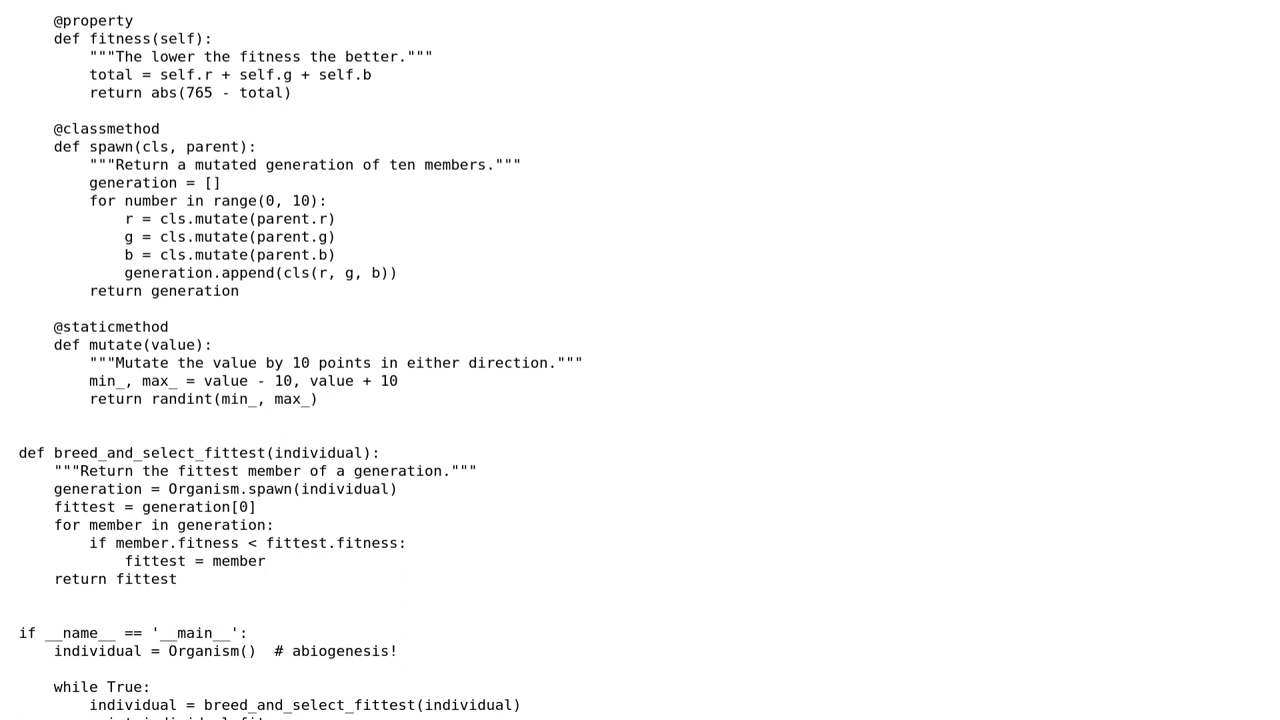 @property
    def fitness(self):
        """The lower the fitness the better."""
        total = self.r + self.g + self.b
        return abs(765 - total)

    @classmethod
    def spawn(cls, parent):
        """Return a mutated generation of ten members."""
        generation = []
        for number in range(0, 10):
            r = cls.mutate(parent.r)
            g = cls.mutate(parent.g)
            b = cls.mutate(parent.b)
            generation.append(cls(r, g, b))
        return generation

    @staticmethod
    def mutate(value):
        """Mutate the value by 10 points in either direction."""
        min_, max_ = value - 10, value + 10
        return randint(min_, max_)


def breed_and_select_fittest(individual):
    """Return the fittest member of a generation."""
    generation = Organism.spawn(individual)
    fittest = generation[0]
    for member in generation:
        if member.fitness < fittest.fitness:
            fittest = member
    return fittest


if __name__ == '__main__':
    individual = Organism()  # abiogenesis!

    while True:
        individual = breed_and_select_fittest(individual)